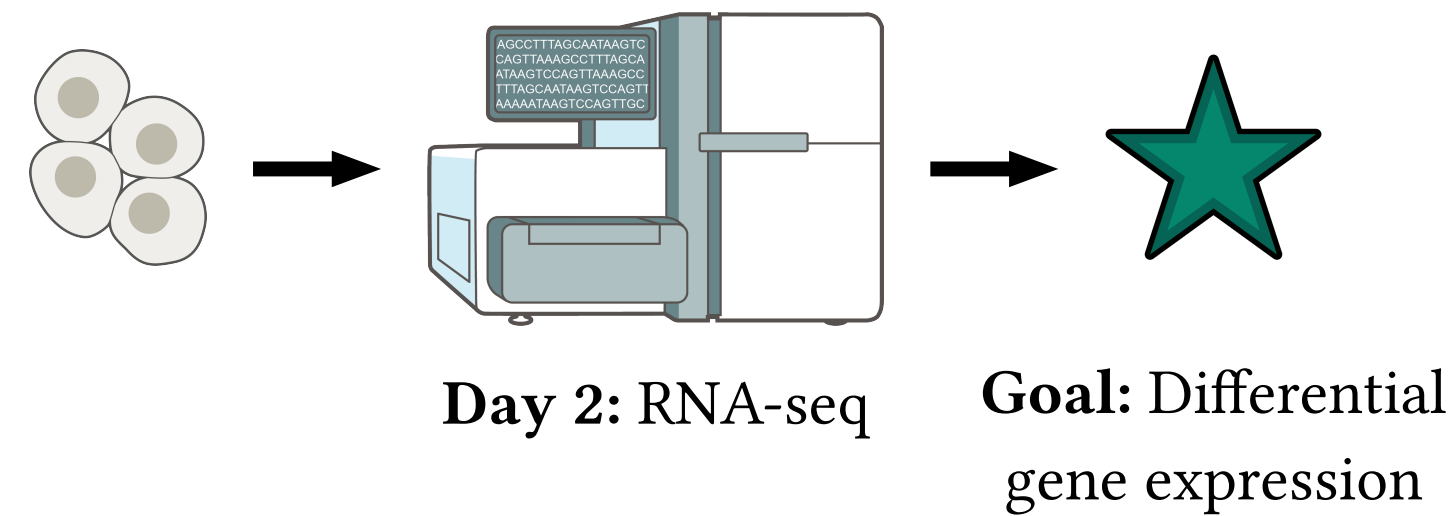 AGCCTTTAGCAATAAGTC
CAGTTAAAGCCTTTAGCA
ATAAGTCCAGTTAAAGCC
TTTAGCAATAAGTCCAGTT
AAAAATAAGTCCAGTTGC
Day 2: RNA-seq
Goal: Differential
gene expression